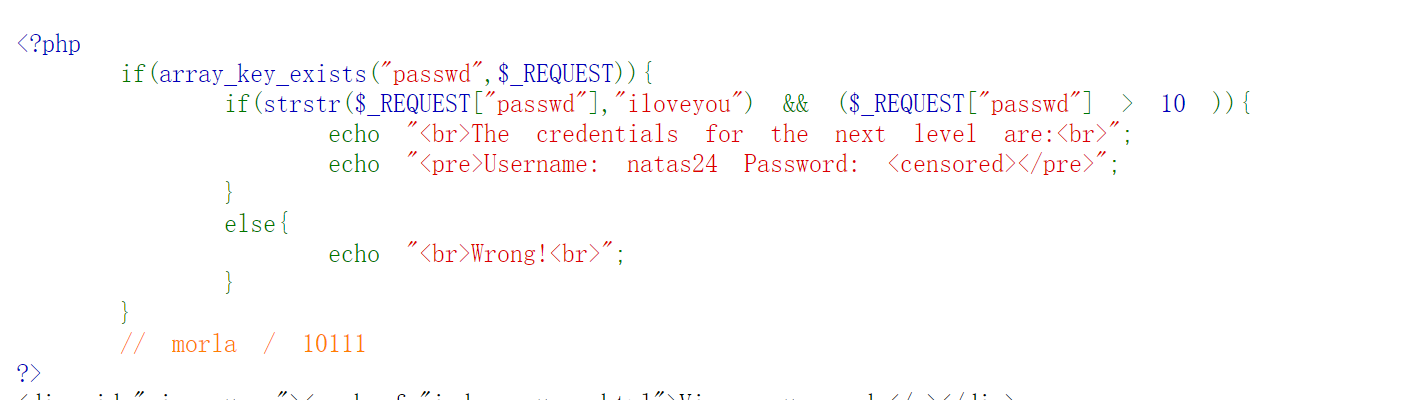 <?php
if(array_key_exists("passwd",$_REQUEST)){
if(strstr($_REQUEST["passwd"],"iloveyou") && ($_REQUEST["passwd"] > 10 )){
echo "<br>The credentials for the next level are:<br>";
echo "<pre>Username: natas24 Password: <censored></pre>";
}
else{
echo "<br>Wrong!<br>";
}
}
// morla / 10111
?>